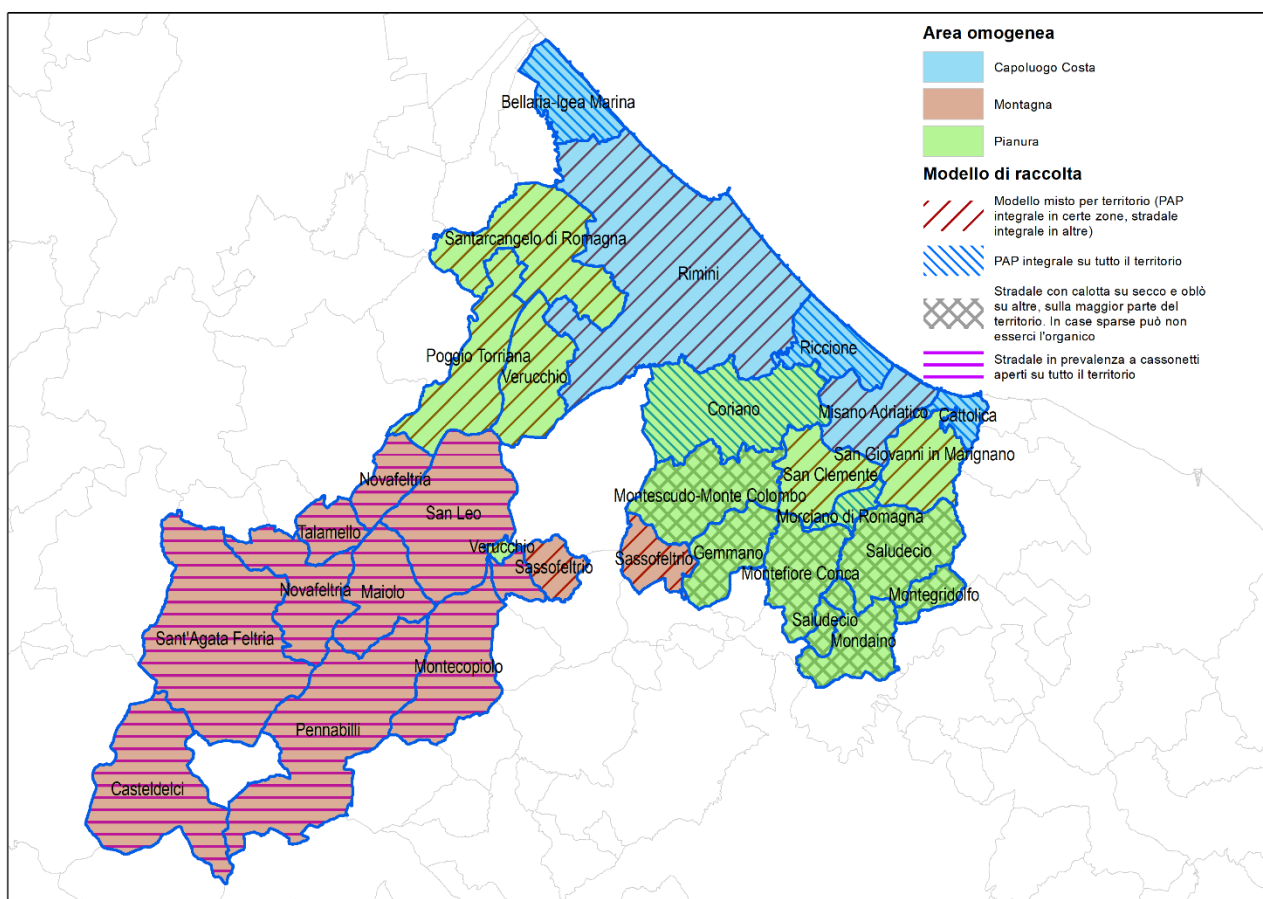 Area omogenea
Capoluogo Costa
Montagna
Pianura
Modello di raccolta
Modello misto per territorio (PAP
integrale in certe zone, stradale
integrale in altre)
PAP integrale su tutto il territorio
Stradale con calotta su secco e oblò
su altre, sulla maggior parte del
territorio. In case sparse può non
esserci l'organico
Stradale in prevalenza a cassonetti
aperti su tutto il territorio
Bellaria-Igea Marina
Santarcangelo di Romagna
Rimini
Poggio Torriana
Verucchio
Riccione
Coriano
Misano Adriatico
Cattolica
San Giovanni in Marignano
San Clemente
Novafeltria
Montescudo-Monte Colombo
San Leo
Morciano di Romagna
Talamello
Verucchio
Sassofeltrio
Sassofeltrio
Gemmano
Saludecio
Montefiore Conca
Novafeltria
Maiolo
Montegridolfo
Saludecio
Sant'Agata Feltria
Mondaino
Montecopiolo
Pennabilli
Casteldelci